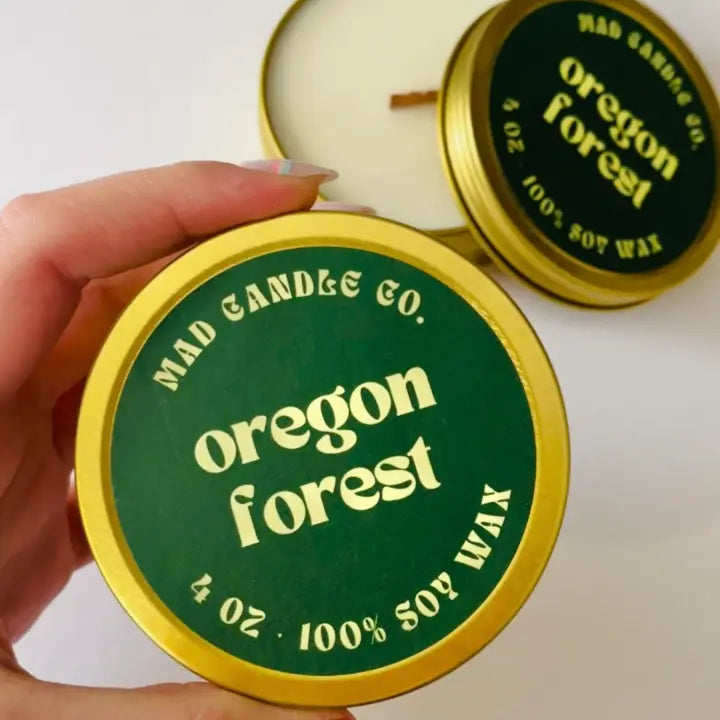 MAD CANDLE CO.
oregon
forest
4 OZ · 100% SOY WAX
MAD CANDLE CO.
oregon
forest
4 OZ · 100% SOY WAX